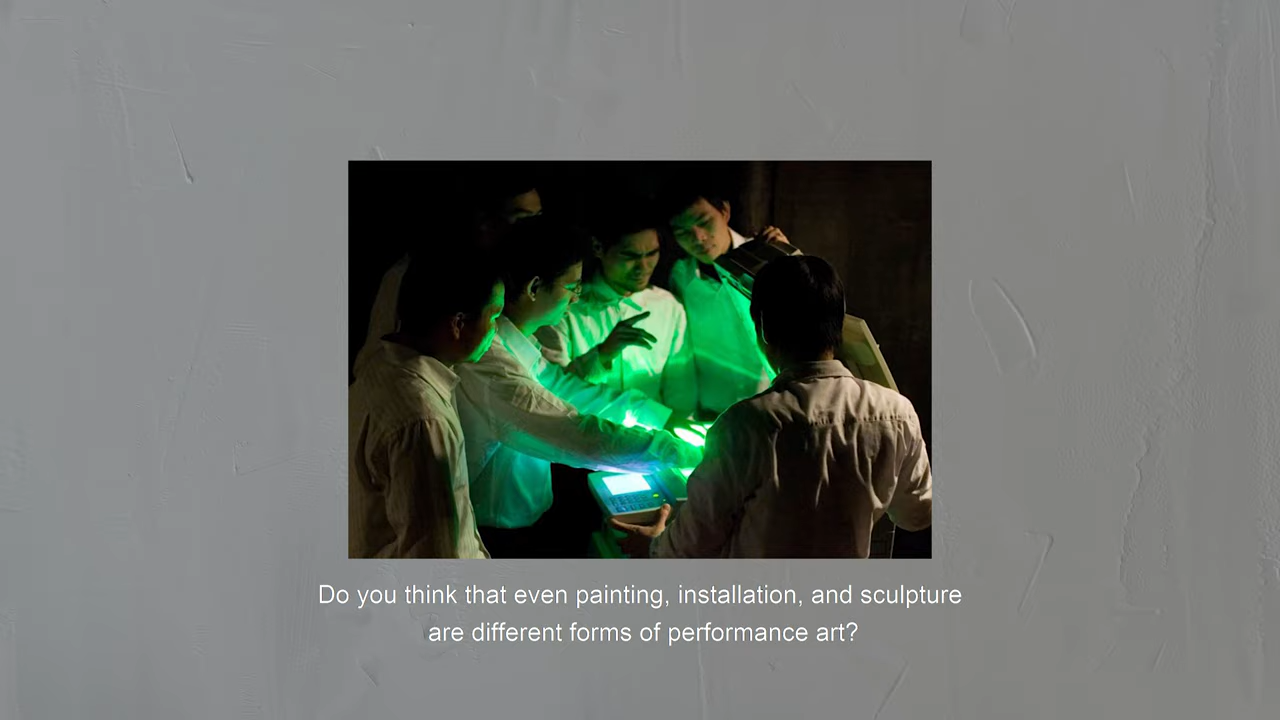 Do you think that even painting, installation, and sculpture
are different forms of performance art?